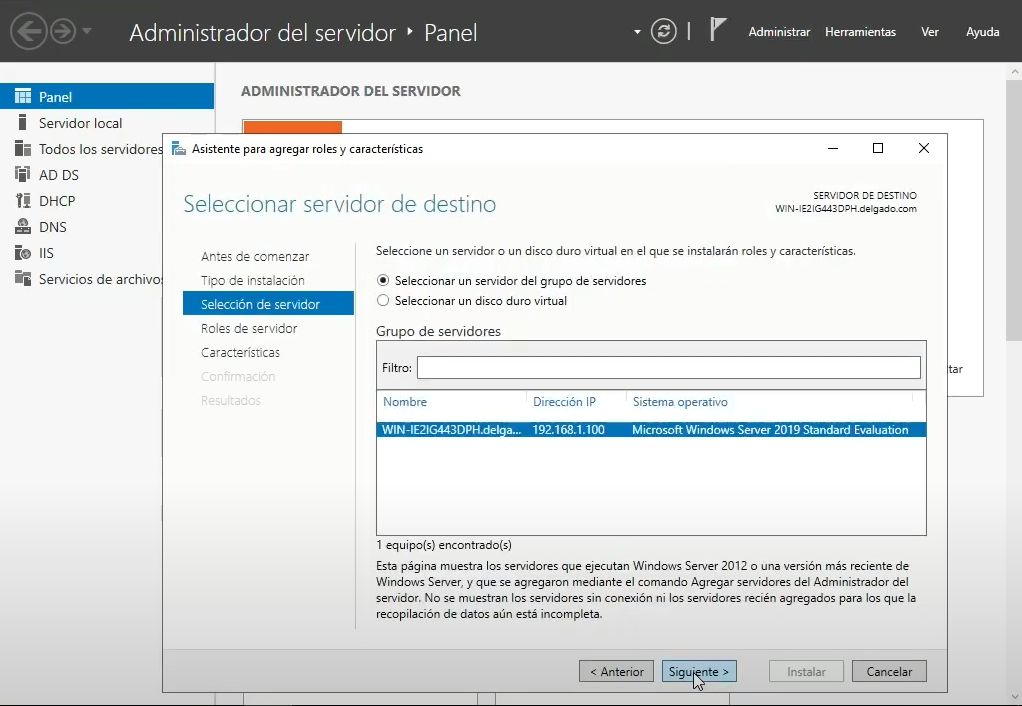 Administrador del servidor ‣ Panel
Administrar Herramientas Ver Ayuda
Panel
Servidor local
Todos los servidores
AD DS
DHCP
DNS
IIS
Servicios de archivo
ADMINISTRADOR DEL SERVIDOR
Asistente para agregar roles y características
Seleccionar servidor de destino
SERVIDOR DE DESTINO
WIN-IE2IG443DPH.delgado.com
Antes de comenzar
Tipo de instalación
Selección de servidor
Roles de servidor
Características
Confirmación
Resultados
Seleccione un servidor o un disco duro virtual en el que se instalarán roles y características.
Seleccionar un servidor del grupo de servidores
Seleccionar un disco duro virtual
Grupo de servidores
Filtro:
Nombre Dirección IP Sistema operativo
WIN-IE2IG443DPH.delga... 192.168.1.100 Microsoft Windows Server 2019 Standard Evaluation
1 equipo(s) encontrado(s)
Esta página muestra los servidores que ejecutan Windows Server 2012 o una versión más reciente de
Windows Server, y que se agregaron mediante el comando Agregar servidores del Administrador del
servidor. No se muestran los servidores sin conexión ni los servidores recién agregados para los que la
recopilación de datos aún está incompleta.
tar
< Anterior Siguiente > Instalar Cancelar